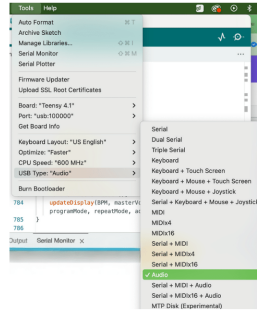 Tools Help
Auto Format ⌘ T
Archive Sketch
Manage Libraries... ⇧ ⌘ I
Serial Monitor ⇧ ⌘ M
Serial Plotter
Firmware Updater
Upload SSL Root Certificates
Board: "Teensy 4.1" >
Port: "usb:100000" >
Get Board Info
Keyboard Layout: "US English" >
Optimize: "Faster" >
CPU Speed: "600 MHz" >
USB Type: "Audio" >
Burn Bootloader
Serial
Dual Serial
Triple Serial
Keyboard
Keyboard + Touch Screen
Keyboard + Mouse + Touch Screen
Keyboard + Mouse + Joystick
Serial + Keyboard + Mouse + Joystick
MIDI
MIDIx4
MIDIx16
Serial + MIDI
Serial + MIDIx4
Serial + MIDIx16
✓ Audio
Serial + MIDI + Audio
Serial + MIDIx16 + Audio
MTP Disk (Experimental)
784 updateDisplay(BPM, masterVo
programMode, repeatMode, au
785 }
786
Output Serial Monitor ×